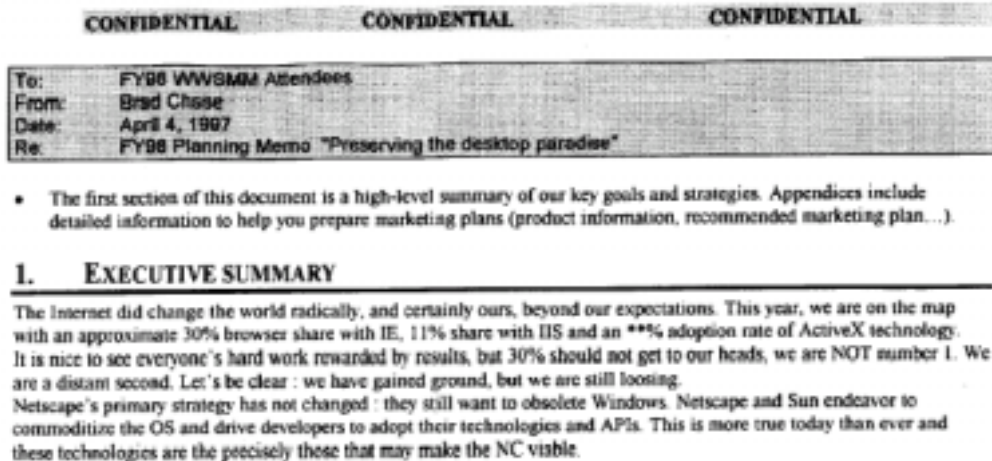 CONFIDENTIAL CONFIDENTIAL CONFIDENTIAL
To: FY98 WWSMM Attendees
From: Brad Chase
Date: April 4, 1997
Re: FY98 Planning Memo "Preserving the desktop paradise"
• The first section of this document is a high-level summary of our key goals and strategies. Appendices include
detailed information to help you prepare marketing plans (product information, recommended marketing plan…).
1. EXECUTIVE SUMMARY
The Internet did change the world radically, and certainly ours, beyond our expectations. This year, we are on the map
with an approximate 30% browser share with IE, 11% share with IIS and an **% adoption rate of ActiveX technology.
It is nice to see everyone's hard work rewarded by results, but 30% should not get to our heads, we are NOT number 1. We
are a distant second. Let's be clear : we have gained ground, but we are still loosing.
Netscape's primary strategy has not changed : they still want to obsolete Windows. Netscape and Sun endeavor to
commoditize the OS and drive developers to adopt their technologies and APIs. This is more true today than ever and
these technologies are the precisely those that may make the NC viable.